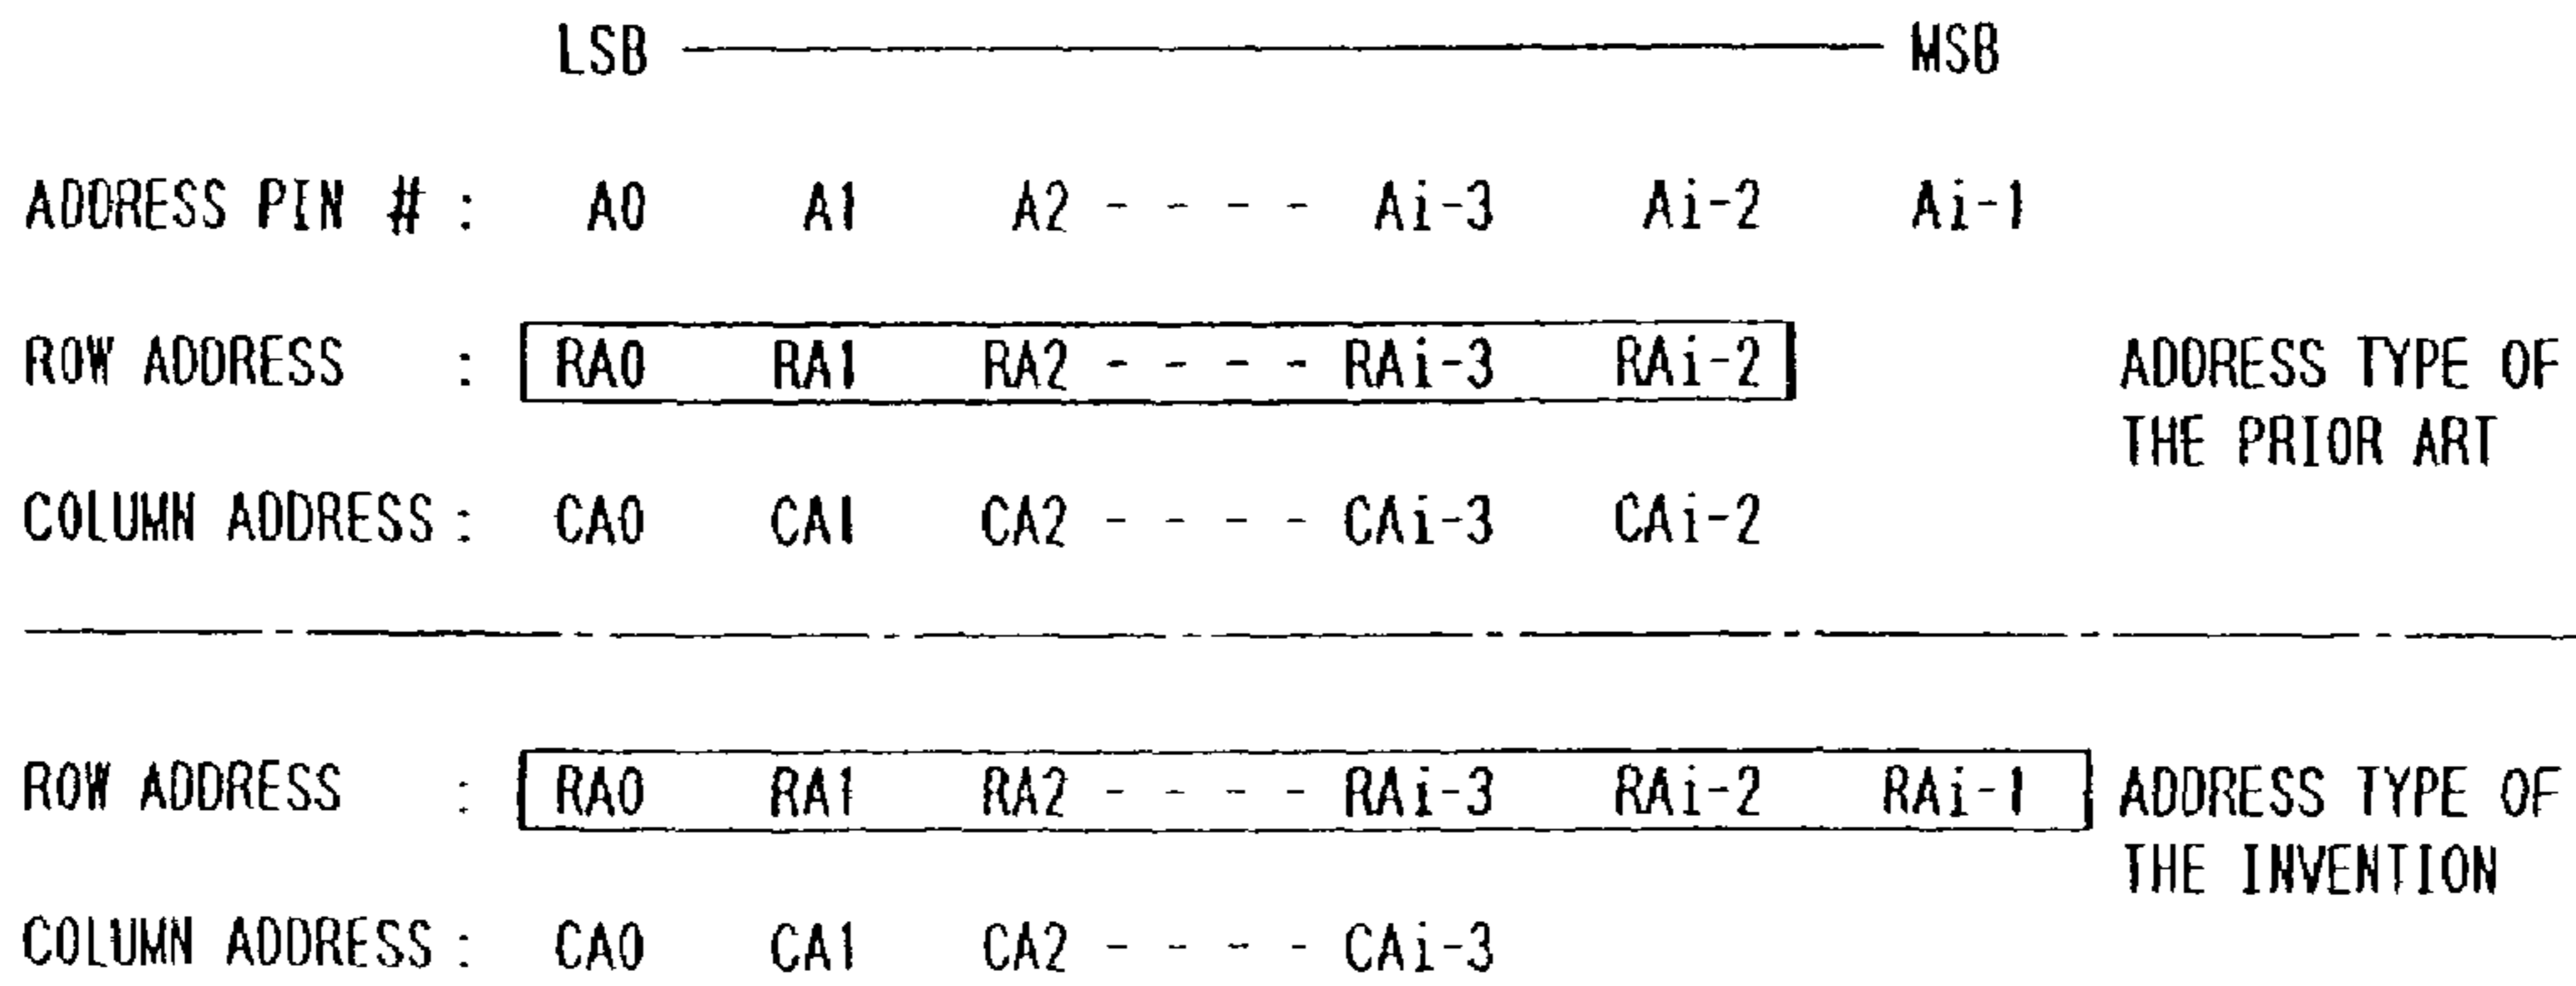 LSB MSB
ADDRESS PIN # : A0 A1 A2 - - - - Ai-3 Ai-2 Ai-1
ROW ADDRESS : RA0 RA1 RA2 - - - - RAi-3 RAi-2 ADDRESS TYPE OF
THE PRIOR ART
COLUMN ADDRESS : CA0 CA1 CA2 - - - - CAi-3 CAi-2
ROW ADDRESS : RA0 RA1 RA2 - - - - RAi-3 RAi-2 RAi-1 ADDRESS TYPE OF
THE INVENTION
COLUMN ADDRESS : CA0 CA1 CA2 - - - - CAi-3